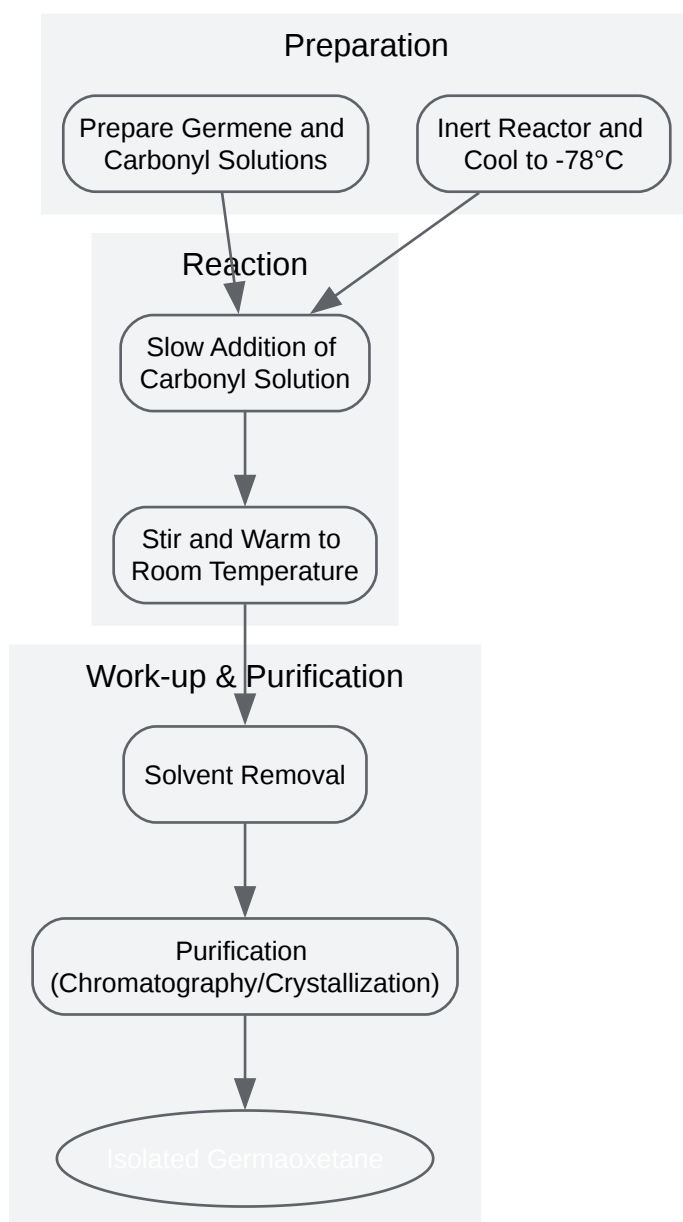 Preparation
Prepare Germene and
Carbonyl Solutions
Inert Reactor and
Cool to -78°C
Reaction
Slow Addition of
Carbonyl Solution
Stir and Warm to
Room Temperature
Work-up & Purification
Solvent Removal
Purification
(Chromatography/Crystallization)
Isolated Germaoxetane